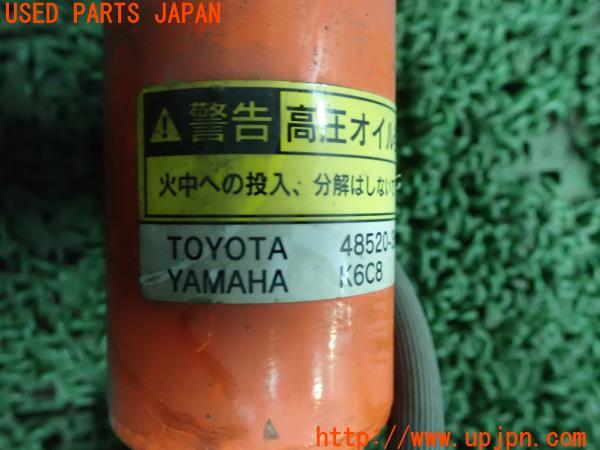 USED PARTS JAPAN
警告 高圧オイル
火中への投入、分解はしない
TOYOTA 48520-
YAMAHA K6C8
http://www.upjpn.com/